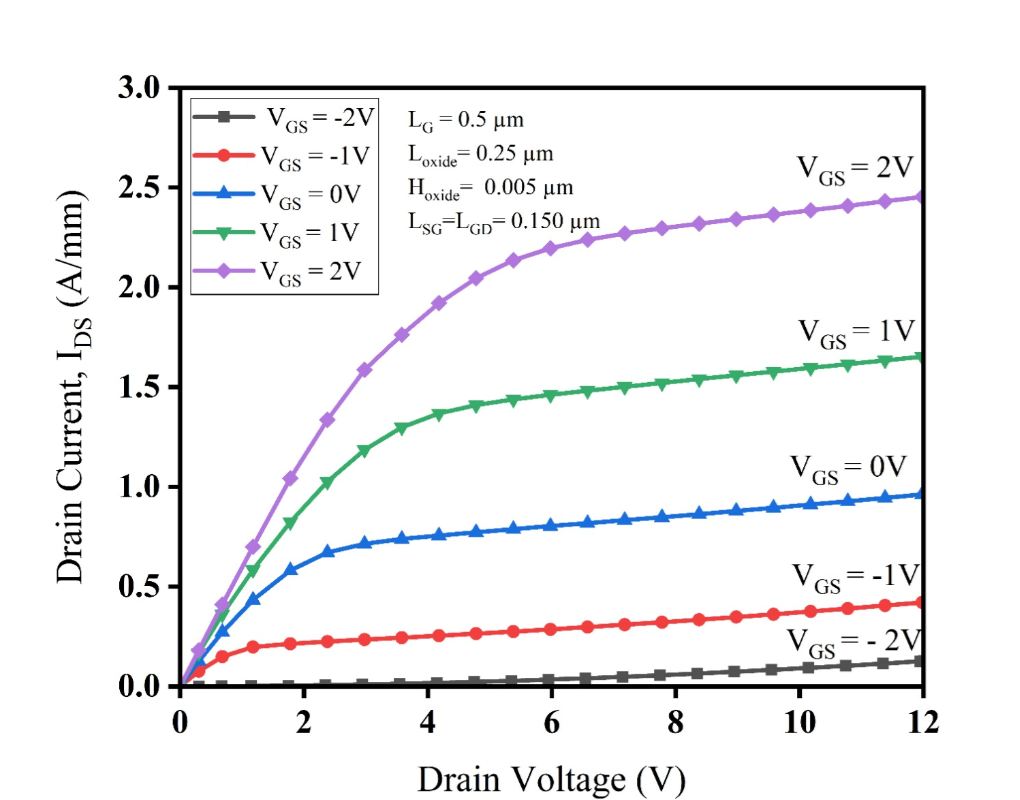 3.0
2.5
2.0
1.5
1.0
0.5
0.0
0 2 4 6 8 10 12
Drain Current, I_DS (A/mm)
Drain Voltage (V)
V_GS = -2V
V_GS = -1V
V_GS = 0V
V_GS = 1V
V_GS = 2V
L_G = 0.5 µm
L_oxide= 0.25 µm
H_oxide= 0.005 µm
L_SG=L_GD= 0.150 µm
V_GS = 2V
V_GS = 1V
V_GS = 0V
V_GS = -1V
V_GS = - 2V